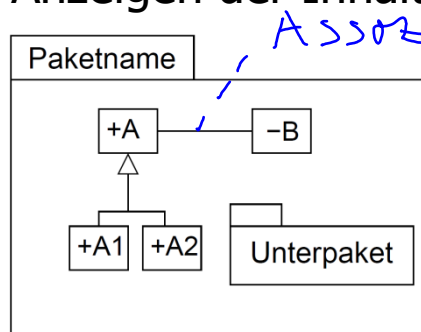 Anzeigen der Inhalt
Assoz
Paketname
+A −B
+A1 +A2
Unterpaket